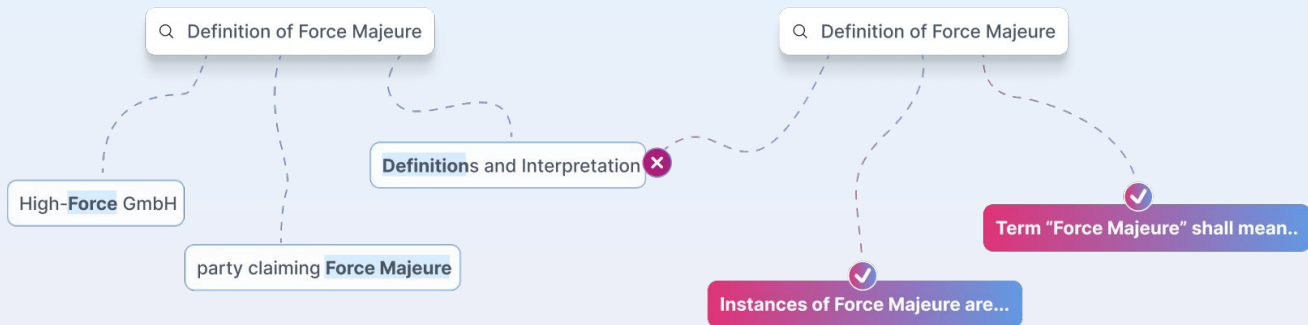 Definition of Force Majeure
Definition of Force Majeure
Definitions and Interpretation
High-Force GmbH
Term “Force Majeure” shall mean..
party claiming Force Majeure
Instances of Force Majeure are...